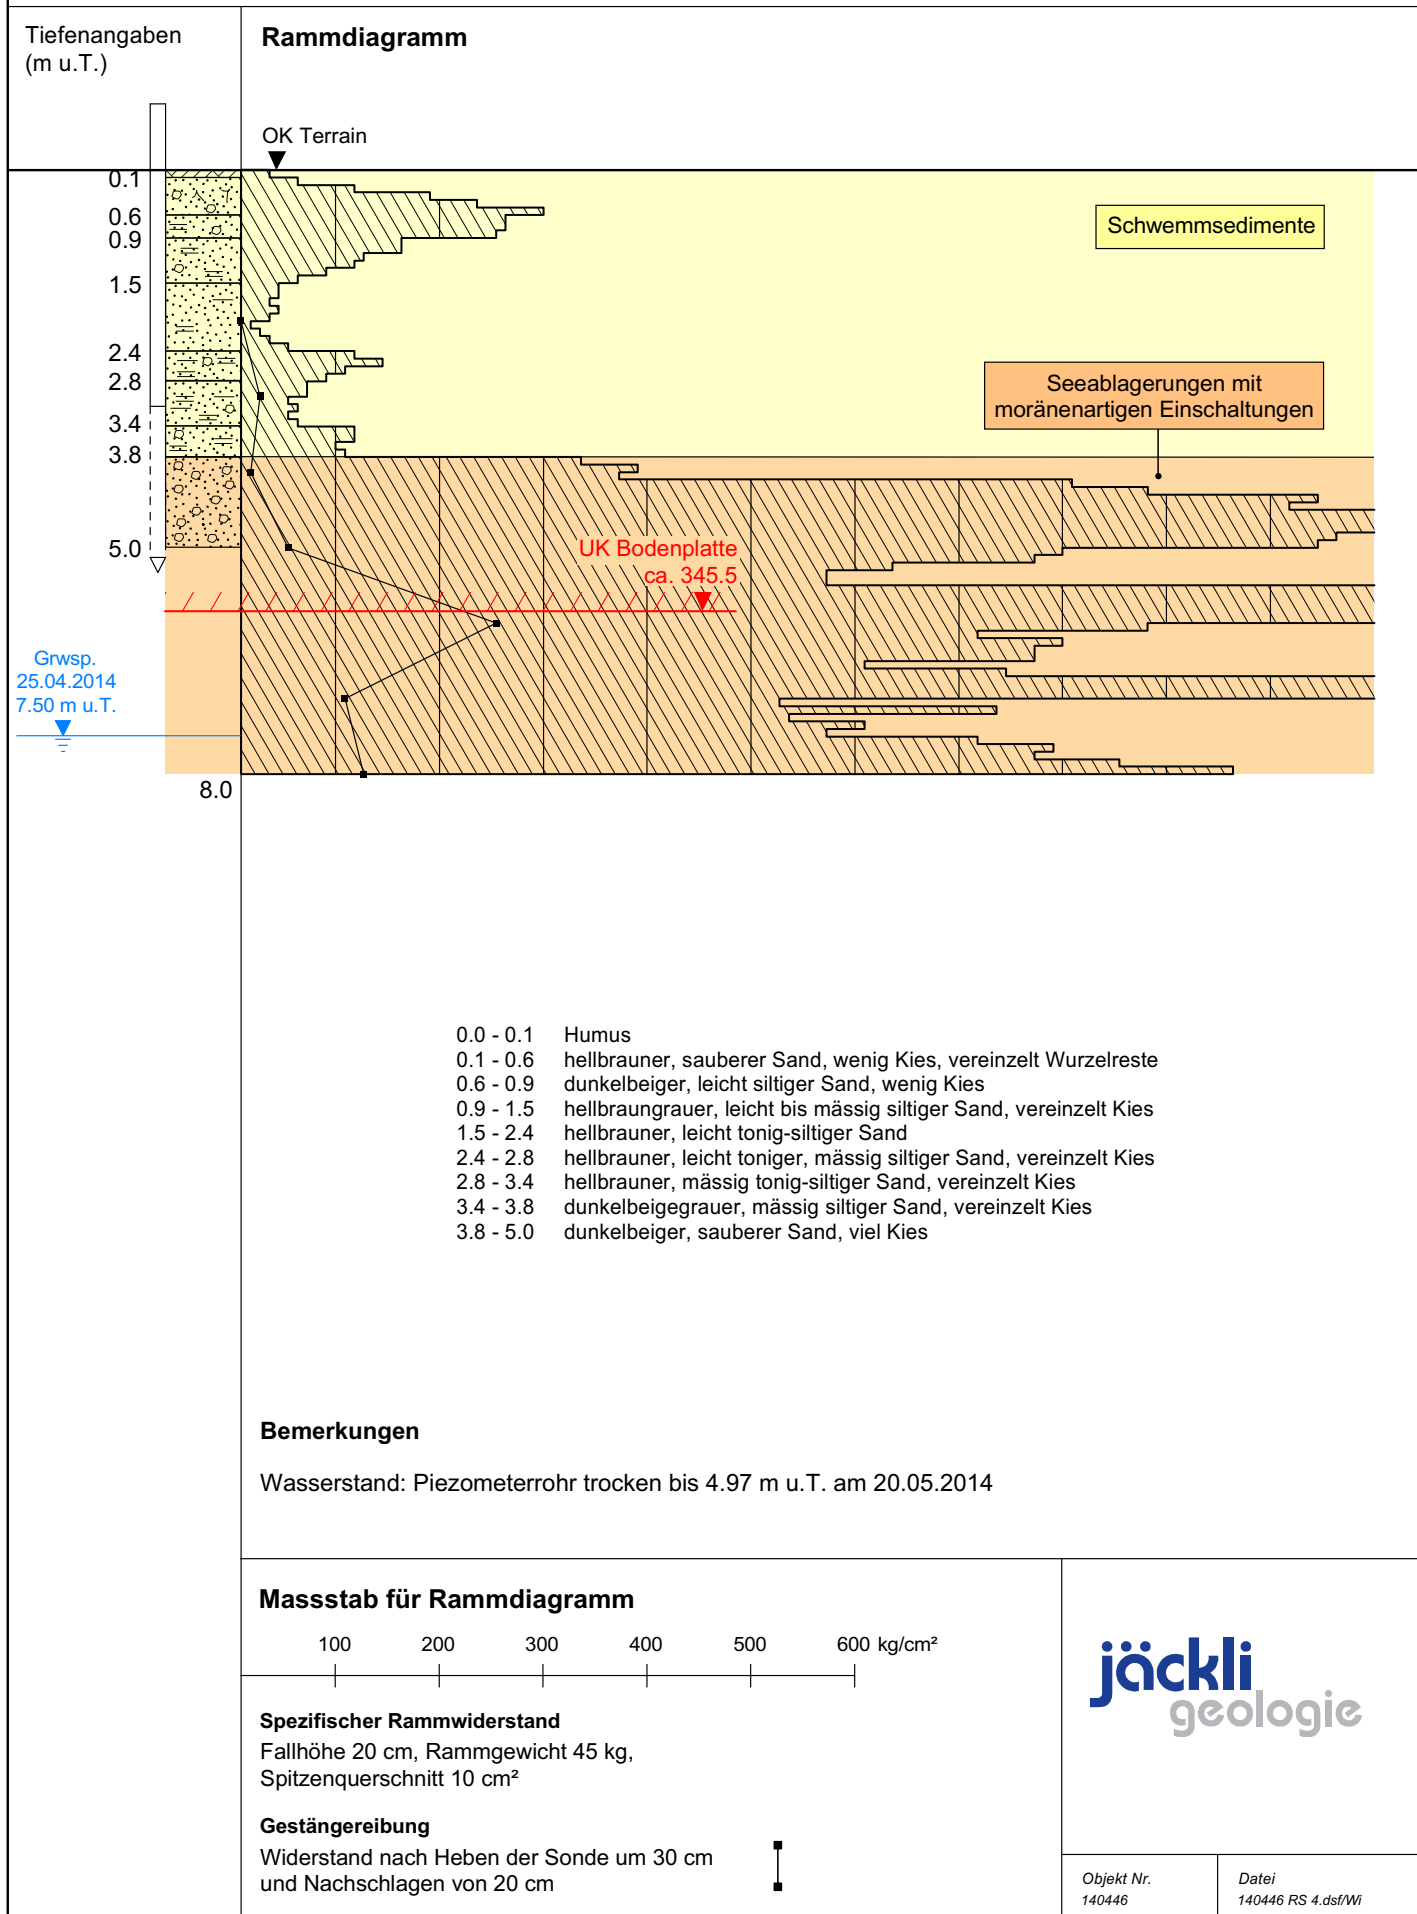 Tiefenangaben
(m u.T.)
Rammdiagramm
OK Terrain
0.1
0.6
0.9
1.5
2.4
2.8
3.4
3.8
5.0
8.0
Schwemmsedimente
Seeablagerungen mit
moränenartigen Einschaltungen
UK Bodenplatte
ca. 345.5
Grwsp.
25.04.2014
7.50 m u.T.
0.0 - 0.1 Humus
0.1 - 0.6 hellbrauner, sauberer Sand, wenig Kies, vereinzelt Wurzelreste
0.6 - 0.9 dunkelbeiger, leicht siltiger Sand, wenig Kies
0.9 - 1.5 hellbraungrauer, leicht bis mässig siltiger Sand, vereinzelt Kies
1.5 - 2.4 hellbrauner, leicht tonig-siltiger Sand
2.4 - 2.8 hellbrauner, leicht toniger, mässig siltiger Sand, vereinzelt Kies
2.8 - 3.4 hellbrauner, mässig tonig-siltiger Sand, vereinzelt Kies
3.4 - 3.8 dunkelbeigegrauer, mässig siltiger Sand, vereinzelt Kies
3.8 - 5.0 dunkelbeiger, sauberer Sand, viel Kies
Bemerkungen
Wasserstand: Piezometerrohr trocken bis 4.97 m u.T. am 20.05.2014
Massstab für Rammdiagramm
100 200 300 400 500 600 kg/cm²
Spezifischer Rammwiderstand
Fallhöhe 20 cm, Rammgewicht 45 kg,
Spitzenquerschnitt 10 cm²
Gestängereibung
Widerstand nach Heben der Sonde um 30 cm
und Nachschlagen von 20 cm
jäckli
geologie
Objekt Nr.
140446
Datei
140446 RS 4.dsf/Wi